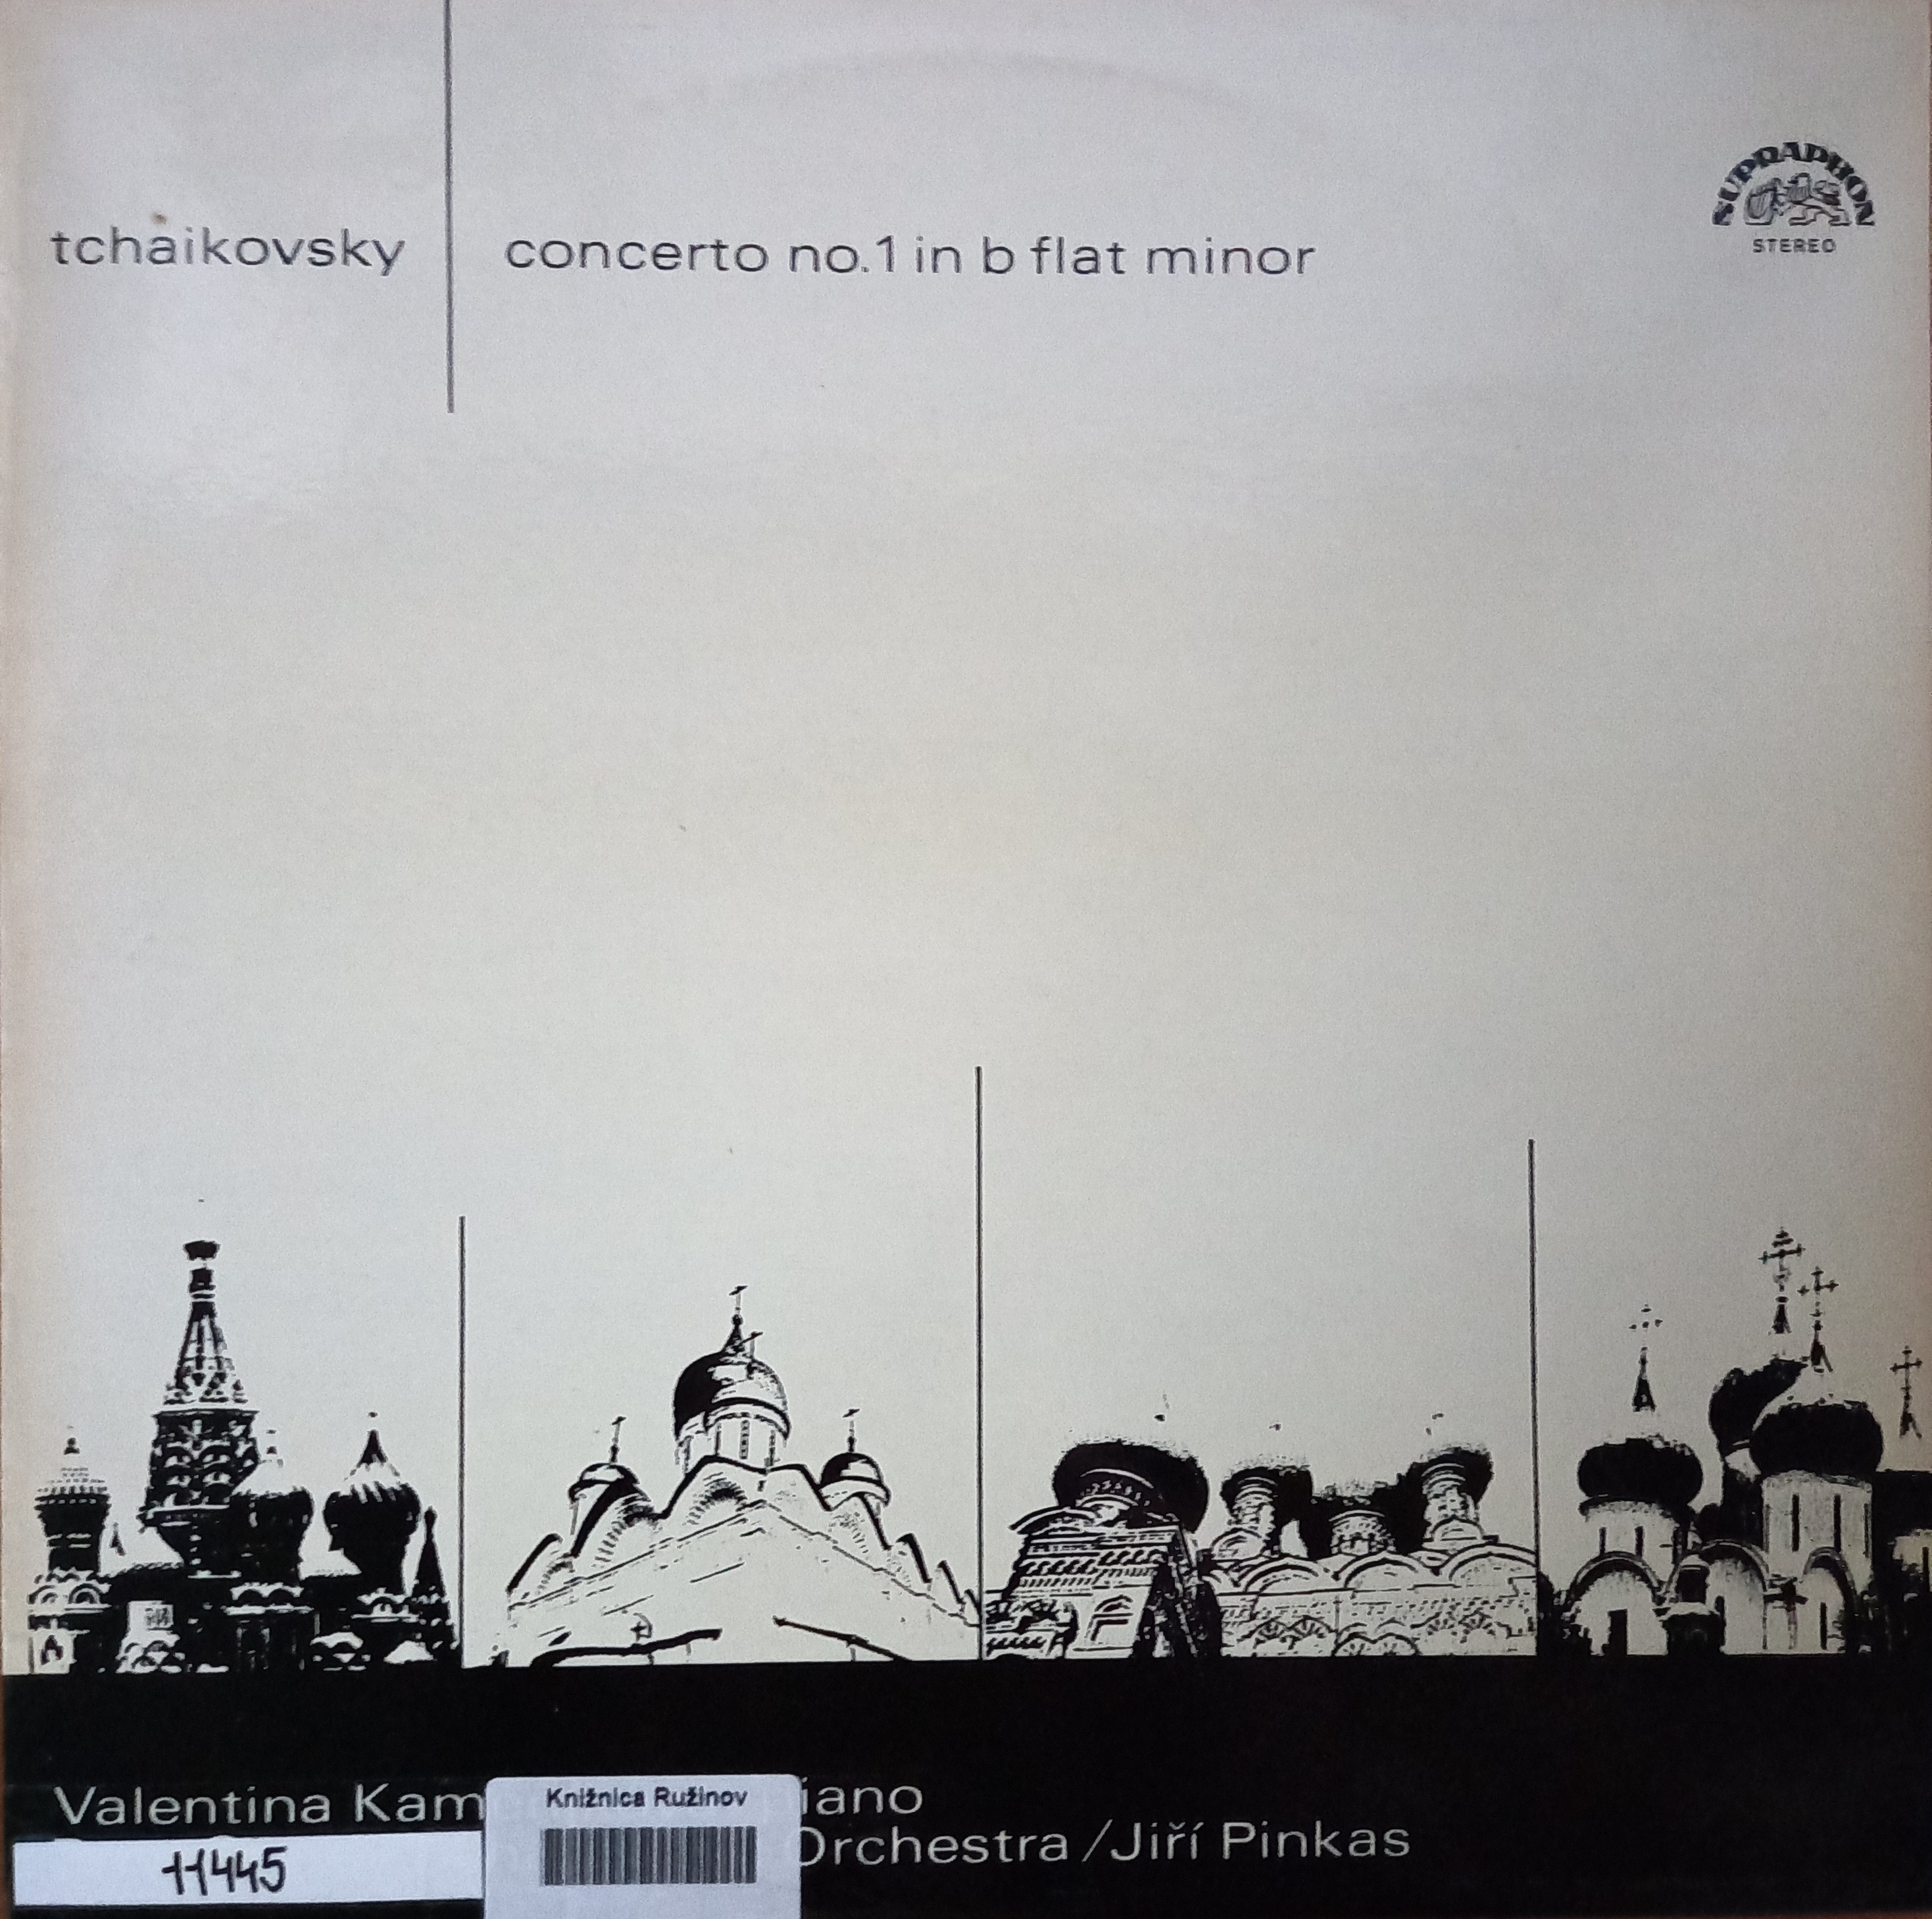 SUPRAPHON
STEREO
tchaikovsky
concerto no.1 in b flat minor
Valentina Kam
iano
Orchestra / Jiří Pinkas
Knižnica Ružinov
11445